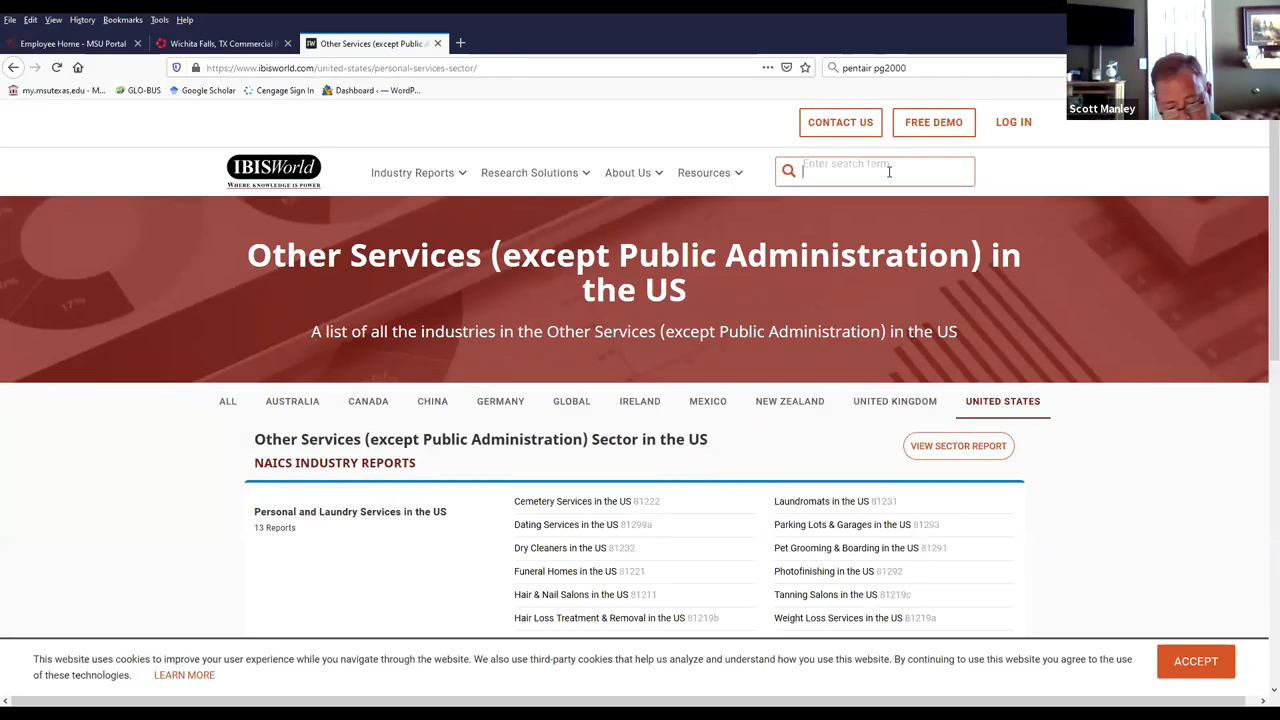 File Edit View History Bookmarks Tools Help
Employee Home - MSU Portal
Wichita Falls, TX Commercial
Other Services (except Public A
https://www.ibisworld.com/united-states/personal-services-sector/
pentair pg2000
my.msutexas.edu - M...
GLO-BUS
Google Scholar
Cengage Sign In
Dashboard ‹ — WordP...
Scott Manley
CONTACT US
FREE DEMO
LOG IN
IBISWorld
WHERE KNOWLEDGE IS POWER
Industry Reports
Research Solutions
About Us
Resources
Enter search term
Other Services (except Public Administration) in
the US
A list of all the industries in the Other Services (except Public Administration) in the US
ALL AUSTRALIA CANADA CHINA GERMANY GLOBAL IRELAND MEXICO NEW ZEALAND UNITED KINGDOM UNITED STATES
Other Services (except Public Administration) Sector in the US
VIEW SECTOR REPORT
NAICS INDUSTRY REPORTS
Personal and Laundry Services in the US
13 Reports
Cemetery Services in the US 81222
Dating Services in the US 81299a
Dry Cleaners in the US 81232
Funeral Homes in the US 81221
Hair & Nail Salons in the US 81211
Hair Loss Treatment & Removal in the US 81219b
Laundromats in the US 81231
Parking Lots & Garages in the US 81293
Pet Grooming & Boarding in the US 81291
Photofinishing in the US 81292
Tanning Salons in the US 81219c
Weight Loss Services in the US 81219a
This website uses cookies to improve your user experience while you navigate through the website. We also use third-party cookies that help us analyze and understand how you use this website. By continuing to use this website you agree to the use
of these technologies. LEARN MORE
ACCEPT